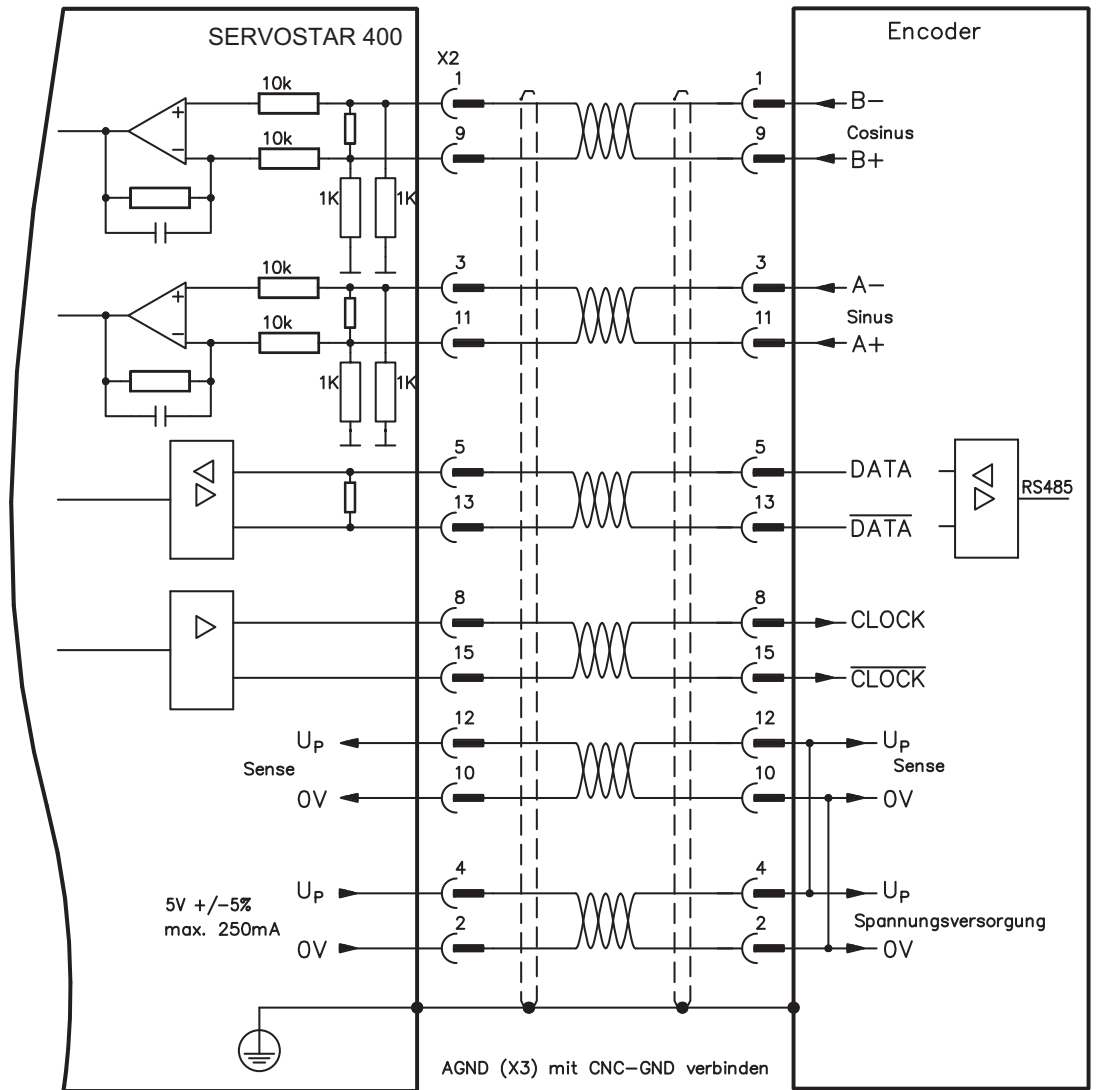 SERVOSTAR 400
Encoder
X2
10k
1
1
B-
+
Cosinus
10k
9
9
B+
-
1K
1K
10k
3
3
A-
+
Sinus
10k
11
11
A+
-
1K
1K
5
5
DATA
RS485
13
13
DATA
8
8
CLOCK
15
15
CLOCK
12
12
UP
UP
Sense
Sense
10
10
0V
0V
4
4
UP
UP
5V +/-5%
max. 250mA
Spannungsversorgung
2
2
0V
0V
AGND (X3) mit CNC-GND verbinden